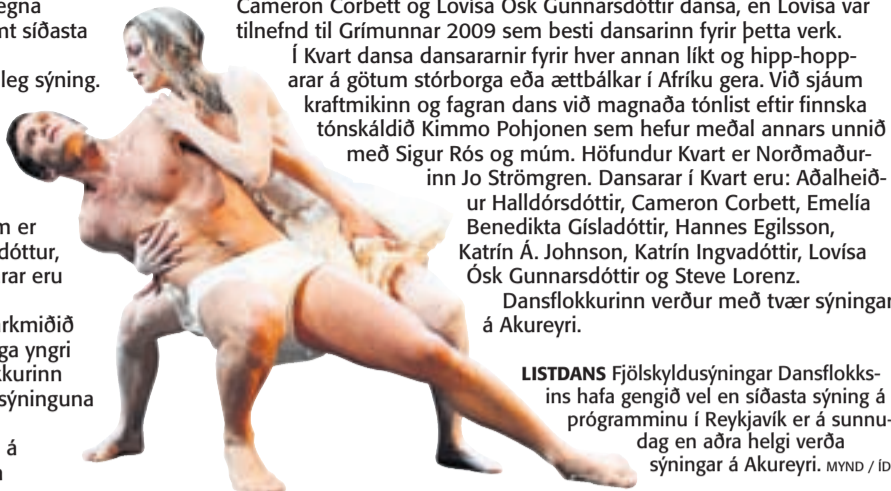 egna
nt síðasta
leg sýning.
m er
dóttur,
rar eru
arkmiðið
ga yngri
kkurinn
sýninguna
á
Cameron Corbett og Lovísa Ósk Gunnarsdóttir dansa, en Lovísa var
tilnefnd til Grímunnar 2009 sem besti dansarinn fyrir þetta verk.
Í Kvart dansa dansararnir fyrir hver annan líkt og hipp-hopp-
arar á götum stórborga eða ættbálkar í Afríku gera. Við sjáum
kraftmikinn og fagran dans við magnaða tónlist eftir finnska
tónskáldið Kimmo Pohjonen sem hefur meðal annars unnið
með Sigur Rós og múm. Höfundur Kvart er Norðmaður-
inn Jo Strömgren. Dansarar í Kvart eru: Aðalheið-
ur Halldórsdóttir, Cameron Corbett, Emelía
Benedikta Gísladóttir, Hannes Egilsson,
Katrín Á. Johnson, Katrín Ingvadóttir, Lovísa
Ósk Gunnarsdóttir og Steve Lorenz.
Dansflokkurinn verður með tvær sýningar
á Akureyri.
LISTDANS FjölskylduSýningar Dansflokks-
ins hafa gengið vel en síðasta sýning á
prógramminu í Reykjavík er á sunnu-
dag en aðra helgi verða
sýningar á Akureyri. MYND / ÍD